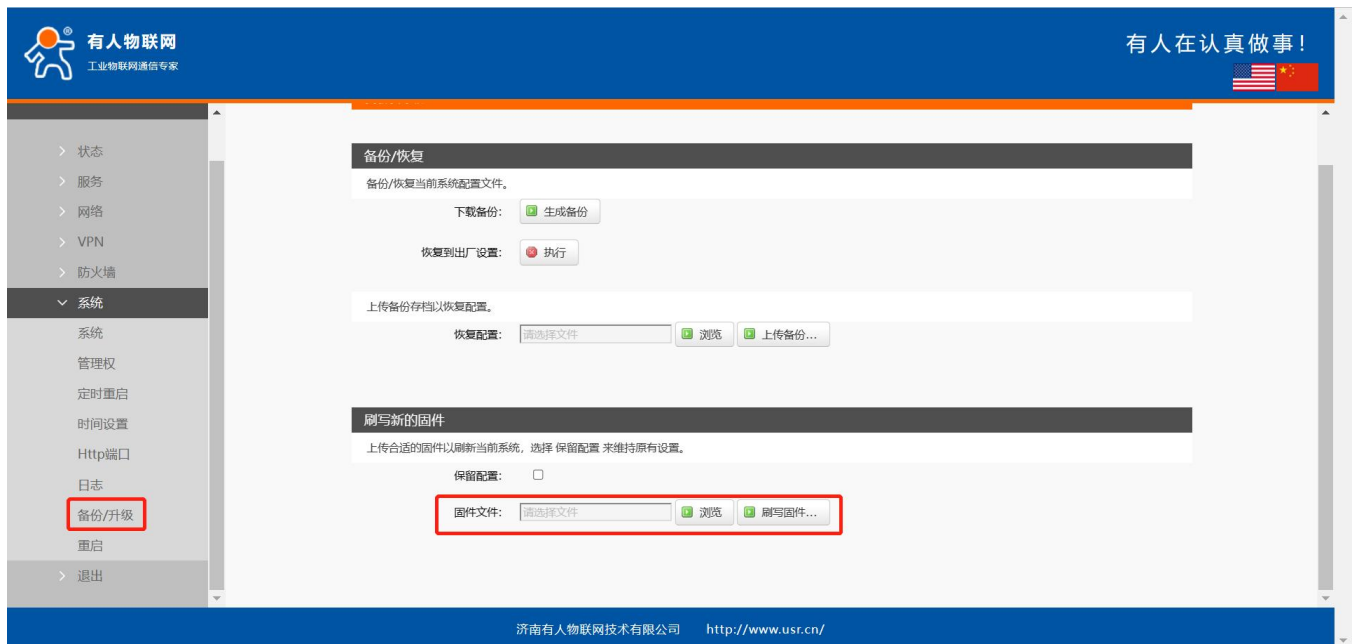 有人物联网
工业物联网通信专家
有人在认真做事!
状态
服务
网络
VPN
防火墙
系统
系统
管理权
定时重启
时间设置
Http端口
日志
备份/升级
重启
退出
备份/恢复
备份/恢复当前系统配置文件。
下载备份: 生成备份
恢复到出厂设置: 执行
上传备份存档以恢复配置。
恢复配置: 请选择文件 浏览 上传备份...
刷写新的固件
上传合适的固件以刷新当前系统，选择 保留配置 来维持原有设置。
保留配置:
固件文件: 请选择文件 浏览 刷写固件...
济南有人物联网技术有限公司 http://www.usr.cn/